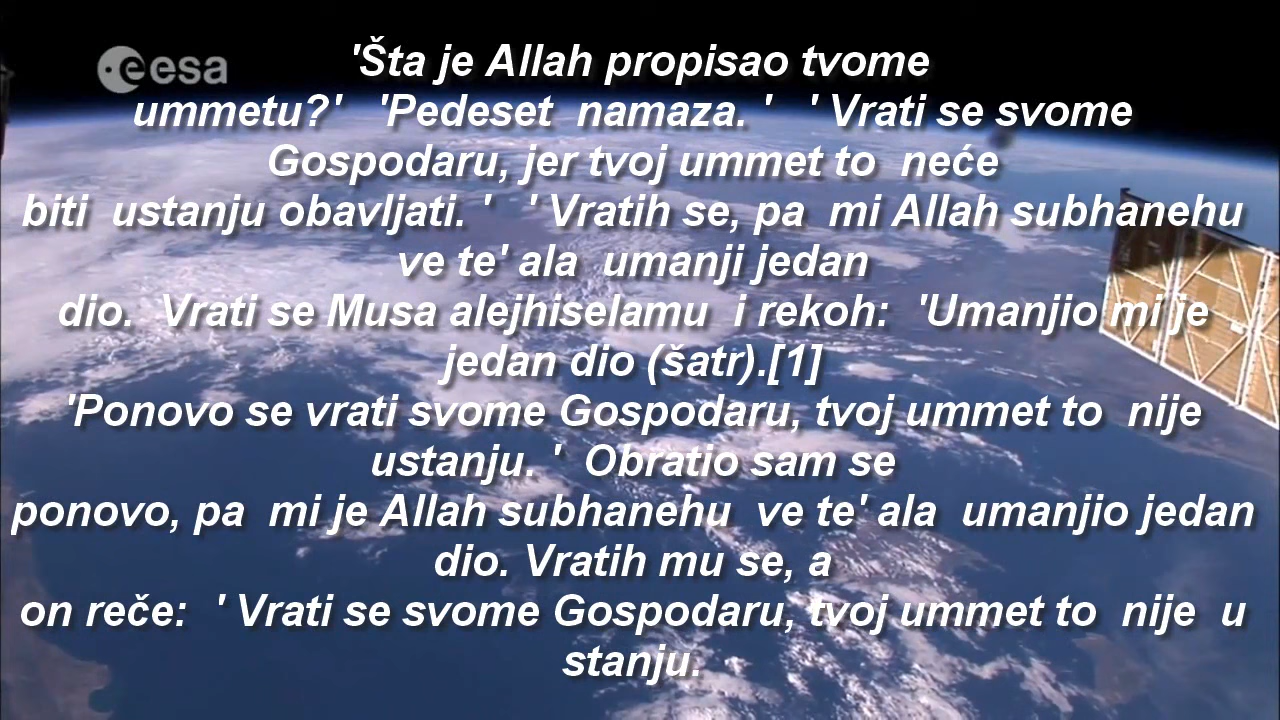 eesa
'Šta je Allah propisao tvome
ummetu?' 'Pedeset namaza. ' ' Vrati se svome
Gospodaru, jer tvoj ummet to neće
biti ustanju obavljati. ' ' Vratih se, pa mi Allah subhanehu
ve te' ala umanji jedan
dio. Vrati se Musa alejhiselamu i rekoh: 'Umanjio mi je
jedan dio (šatr).[1]
'Ponovo se vrati svome Gospodaru, tvoj ummet to nije
ustanju. ' Obratio sam se
ponovo, pa mi je Allah subhanehu ve te' ala umanjio jedan
dio. Vratih mu se, a
on reče: ' Vrati se svome Gospodaru, tvoj ummet to nije u
stanju.